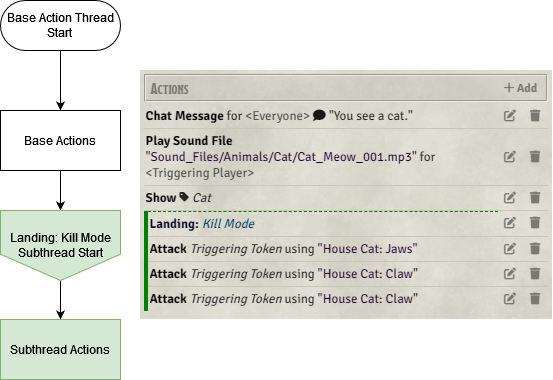 Base Action Thread
Start
Base Actions
Landing: Kill Mode
Subthread Start
Subthread Actions
Actions
+ Add
Chat Message for <Everyone> "You see a cat."
Play Sound File
"Sound_Files/Animals/Cat/Cat_Meow_001.mp3" for
<Triggering Player>
Show Cat
Landing: Kill Mode
Attack Triggering Token using "House Cat: Jaws"
Attack Triggering Token using "House Cat: Claw"
Attack Triggering Token using "House Cat: Claw"